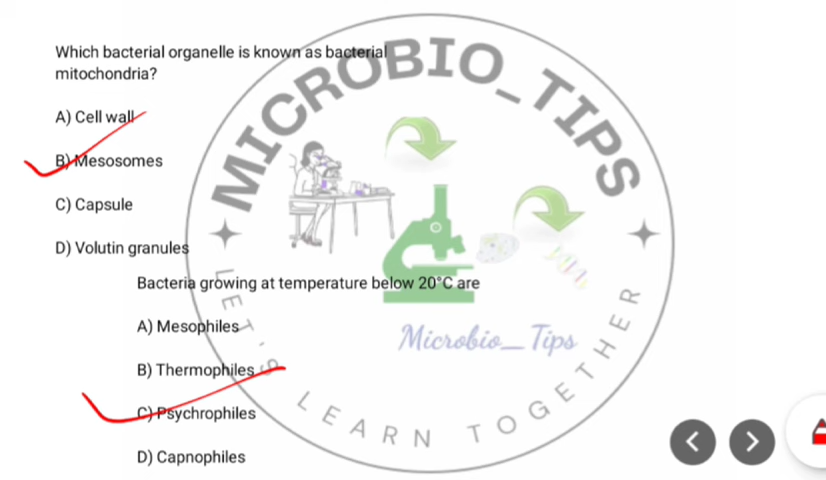 MICROBIO_TIPS
Which bacterial organelle is known as bacterial
mitochondria?
A) Cell wall
B) Mesosomes
C) Capsule
D) Volutin granules
Bacteria growing at temperature below 20°C are
A) Mesophiles
B) Thermophiles
C) Psychrophiles
D) Capnophiles
Microbio_Tips
LET'S LEARN TOGETHER